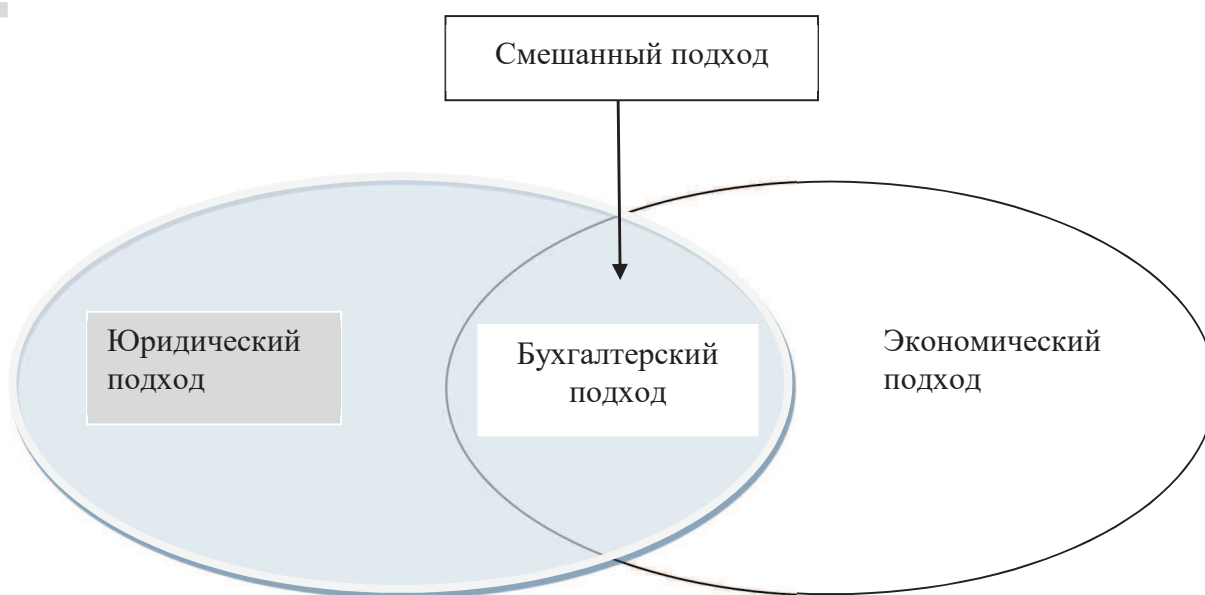 Смешанный подход
Юридический
подход
Бухгалтерский
подход
Экономический
подход